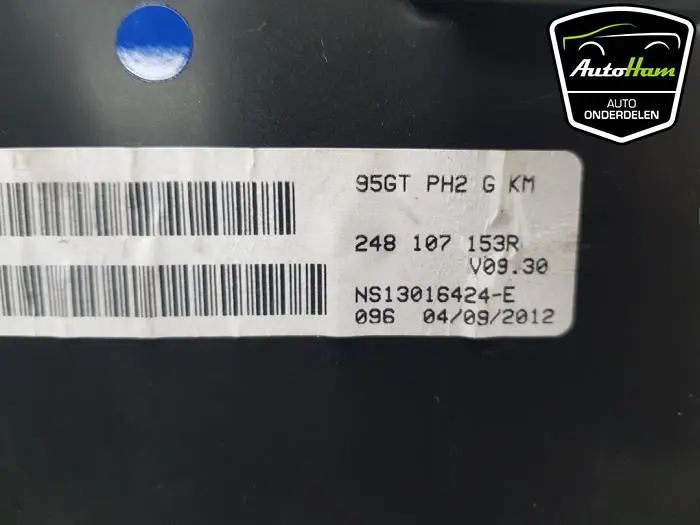 AutoHam
AUTO
ONDERDELEN
95GT PH2 G KM
248 107 153R
V09.30
NS13016424-E
096 04/09/2012